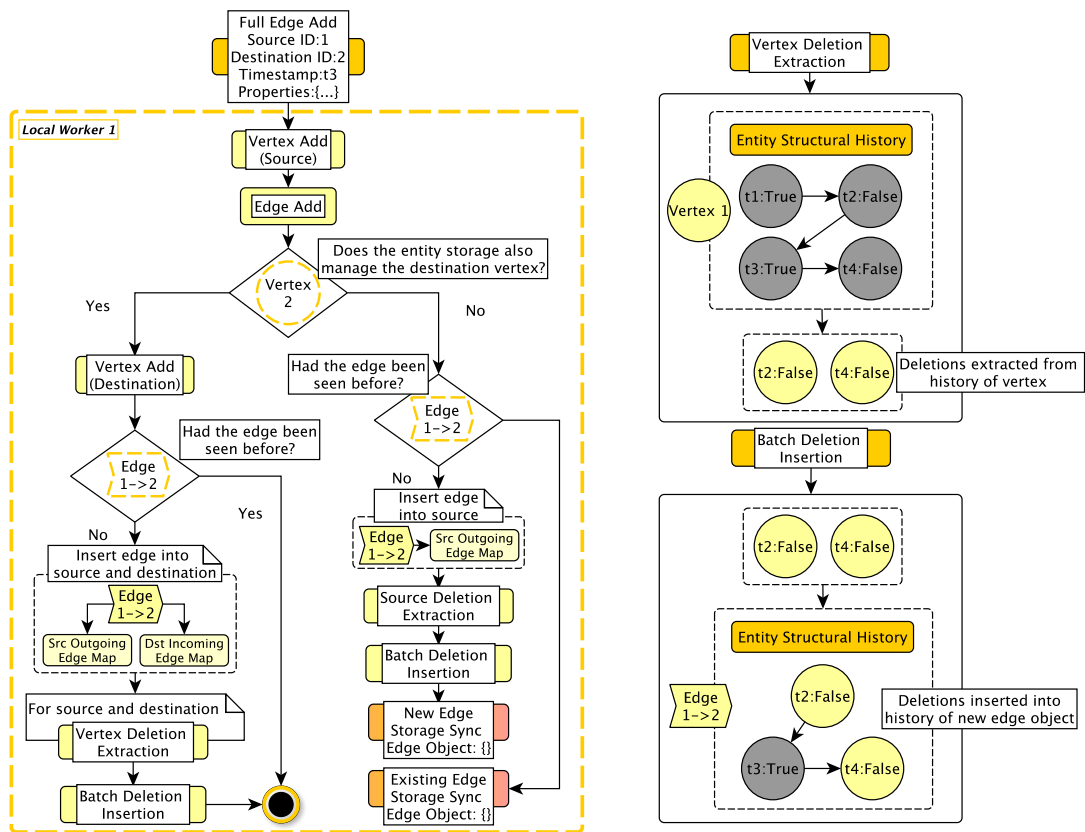 Full Edge Add
Source ID:1
Destination ID:2
Timestamp:t3
Properties:{...}
Local Worker 1
Vertex Add
(Source)
Edge Add
Does the entity storage also
manage the destination vertex?
Vertex
2
Yes
No
Vertex Add
(Destination)
Had the edge been
seen before?
Edge
1->2
Had the edge been
seen before?
Edge
1->2
No
Yes
No
Insert edge into
source and destination
Edge
1->2
Src Outgoing
Edge Map
Dst Incoming
Edge Map
For source and destination
Vertex Deletion
Extraction
Batch Deletion
Insertion
Insert edge
into source
Edge
1->2
Src Outgoing
Edge Map
Source Deletion
Extraction
Batch Deletion
Insertion
New Edge
Storage Sync
Edge Object: {}
Existing Edge
Storage Sync
Edge Object: {}
Vertex Deletion
Extraction
Entity Structural History
Vertex 1
t1:True
t2:False
t3:True
t4:False
t2:False
t4:False
Deletions extracted from
history of vertex
Batch Deletion
Insertion
t2:False
t4:False
Entity Structural History
Edge
1->2
t2:False
Deletions inserted into
history of new edge object
t3:True
t4:False